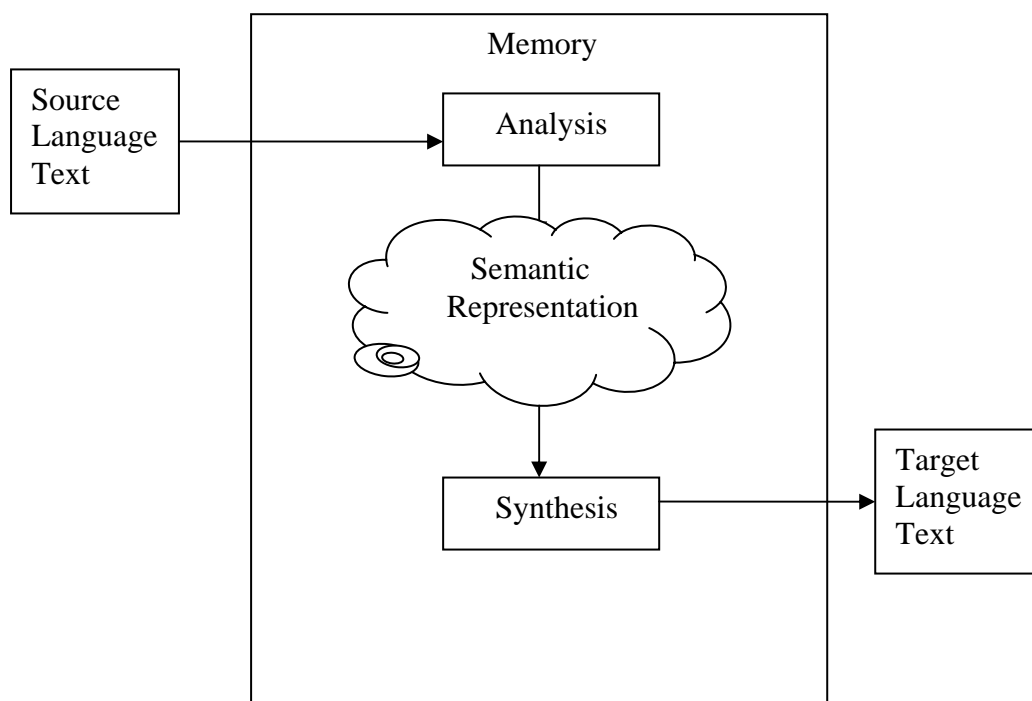 Memory
Source
Language
Text
Analysis
Semantic
Representation
Synthesis
Target
Language
Text